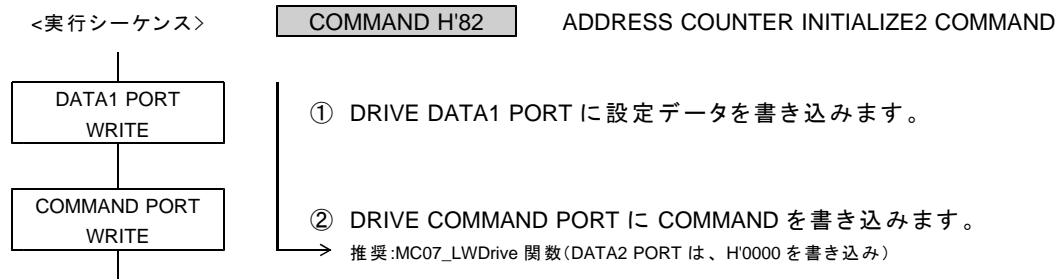 <実行シーケンス> COMMAND H'82 ADDRESS COUNTER INITIALIZE2 COMMAND
DATA1 PORT
WRITE
① DRIVE DATA1 PORT に設定データを書き込みます。
COMMAND PORT
WRITE
② DRIVE COMMAND PORT に COMMAND を書き込みます。
推奨:MC07_LWDrive 関数(DATA2 PORT は、H'0000 を書き込み)